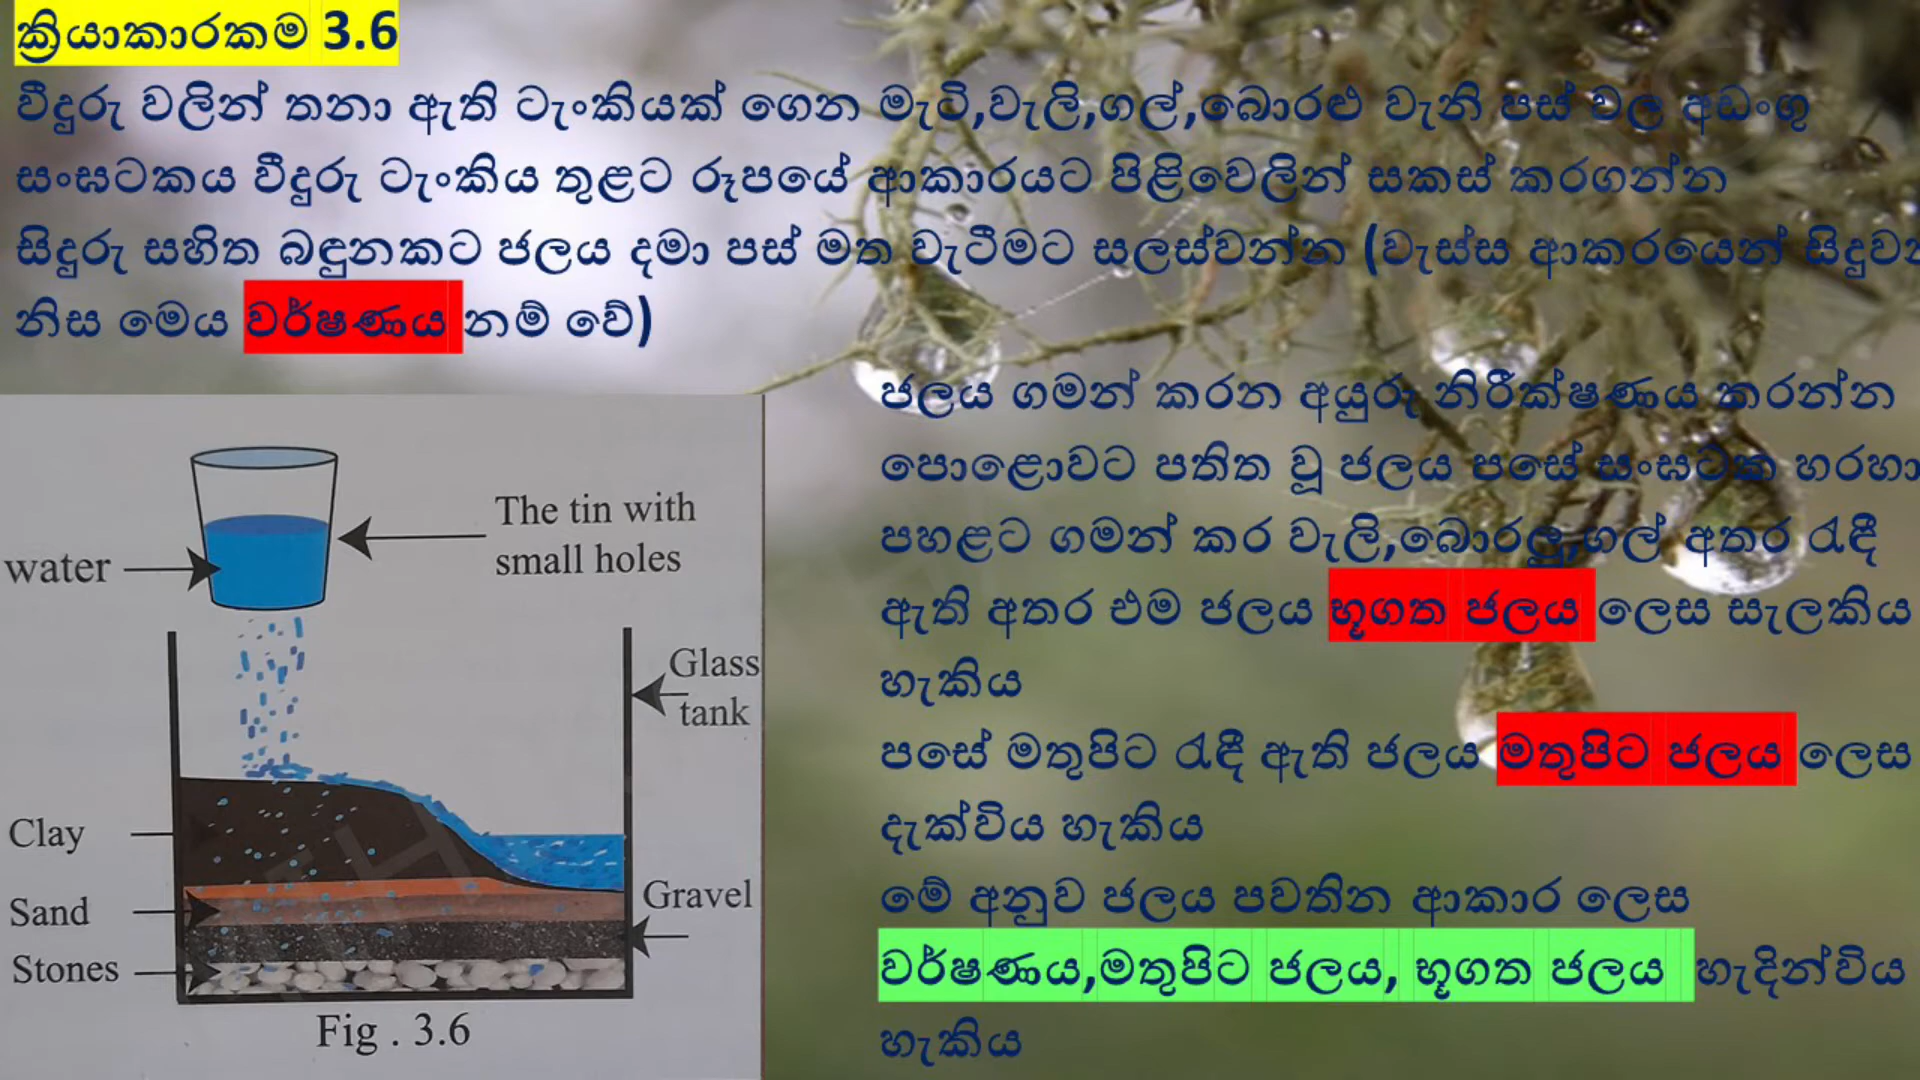 ක්‍රියාකාරකම 3.6
වීදුරු වලින් තනා ඇති ටැංකියක් ගෙන මැටි,වැලි,ගල්,බොරළු වැනි පස් වල අඩංගු
සංඝටකය වීදුරු ටැංකිය තුළට රූපයේ ආකාරයට පිළිවෙලින් සකස් කරගන්න
සිදුරු සහිත බඳුනකට ජලය දමා පස් මත වැටීමට සලස්වන්න (වැස්ස ආකරයෙන්
නිස මෙය වර්ෂණය නම් වේ)
ජලය ගමන් කරන අයුරු නිරීක්ෂණය කරන්න
පොළොවට පතිත වූ ජලය පසේ සංඝටක හරහා
පහළට ගමන් කර වැලි,බොරලු,ගල් අතර රැඳී
ඇති අතර එම ජලය භූගත ජලය ලෙස සැලකිය
හැකිය
පසේ මතුපිට රැඳී ඇති ජලය මතුපිට ජලය ලෙස
දැක්විය හැකිය
මේ අනුව ජලය පවතින ආකාර ලෙස
වර්ෂණය,මතුපිට ජලය, භූගත ජලය හැදින්විය
හැකිය
The tin with
small holes
water
Glass
tank
Clay
Gravel
Sand
Stones
Fig . 3.6